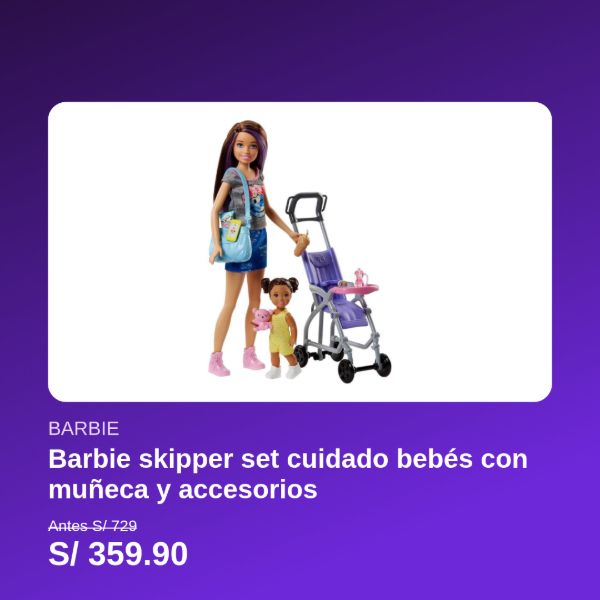 BARBIE
Barbie skipper set cuidado bebés con
muñeca y accesorios
Antes S/ 729
S/ 359.90